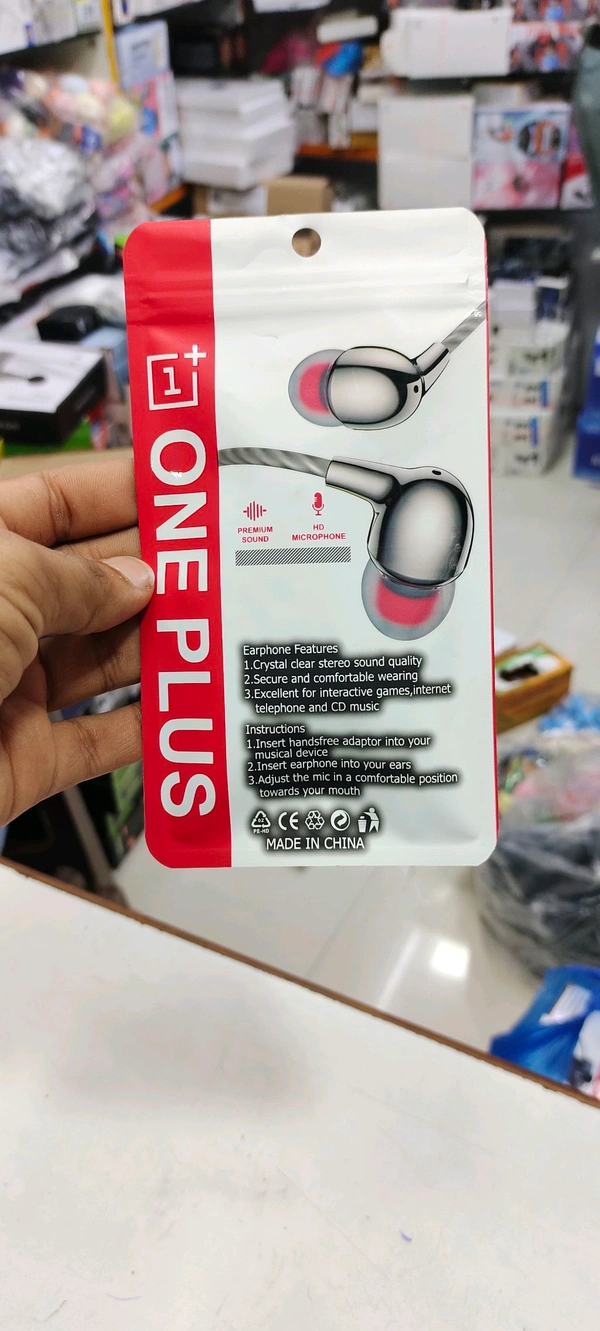 1+
ONE PLUS
PREMIUM
SOUND
HD
MICROPHONE
Earphone Features
1.Crystal clear stereo sound quality
2.Secure and comfortable wearing
3.Excellent for interactive games,internet
telephone and CD music
Instructions
1.Insert handsfree adaptor into your
musical device
2.Insert earphone into your ears
3.Adjust the mic in a comfortable position
towards your mouth
02
PE-HD
CE
MADE IN CHINA